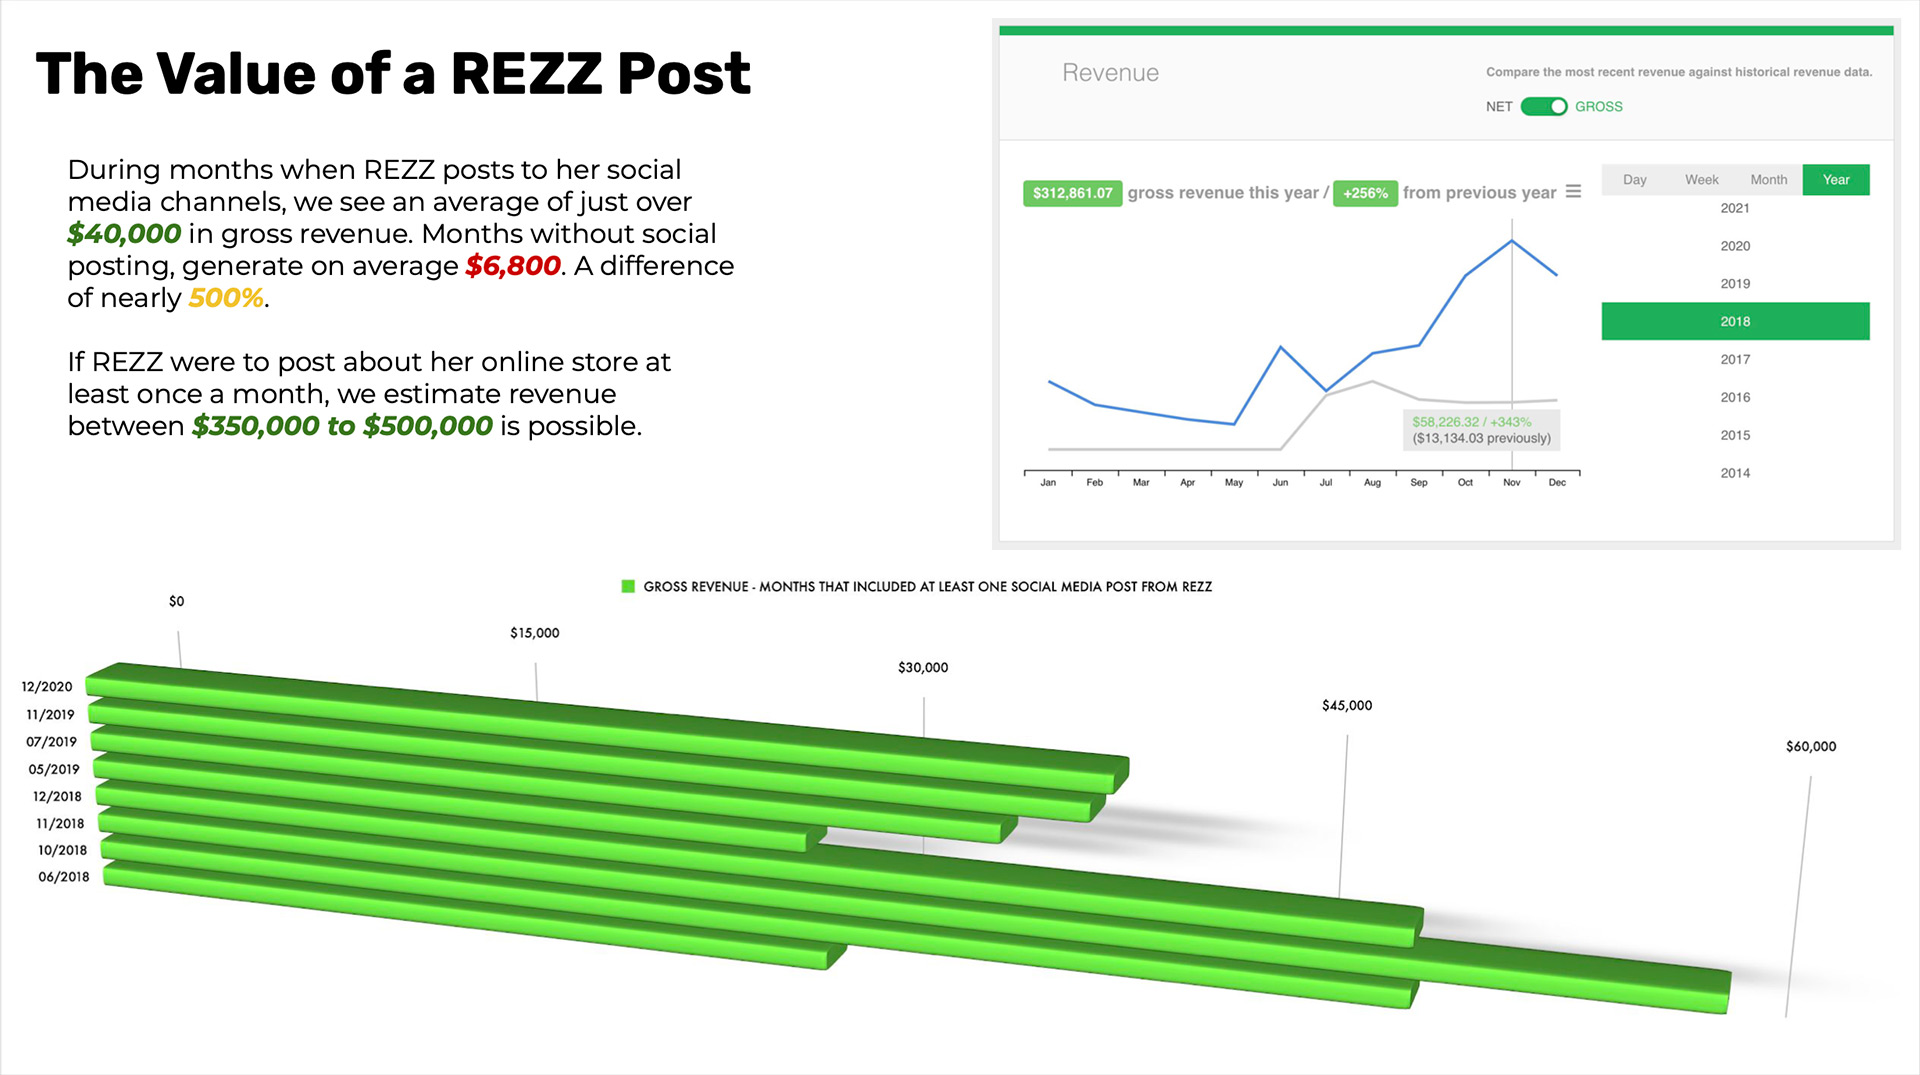 The Value of a REZZ Post
During months when REZZ posts to her social
media channels, we see an average of just over
$40,000 in gross revenue. Months without social
posting, generate on average $6,800. A difference
of nearly 500%.
If REZZ were to post about her online store at
least once a month, we estimate revenue
between $350,000 to $500,000 is possible.
Revenue
Compare the most recent revenue against historical revenue data.
NET GROSS
$312,861.07 gross revenue this year / +256% from previous year
Day Week Month Year
2021
2020
2019
2018
2017
2016
2015
2014
$58,226.32 / +343%
($13,134.03 previously)
Jan Feb Mar Apr May Jun Jul Aug Sep Oct Nov Dec
GROSS REVENUE - MONTHS THAT INCLUDED AT LEAST ONE SOCIAL MEDIA POST FROM REZZ
$0
$15,000
$30,000
$45,000
$60,000
12/2020
11/2019
07/2019
05/2019
12/2018
11/2018
10/2018
06/2018